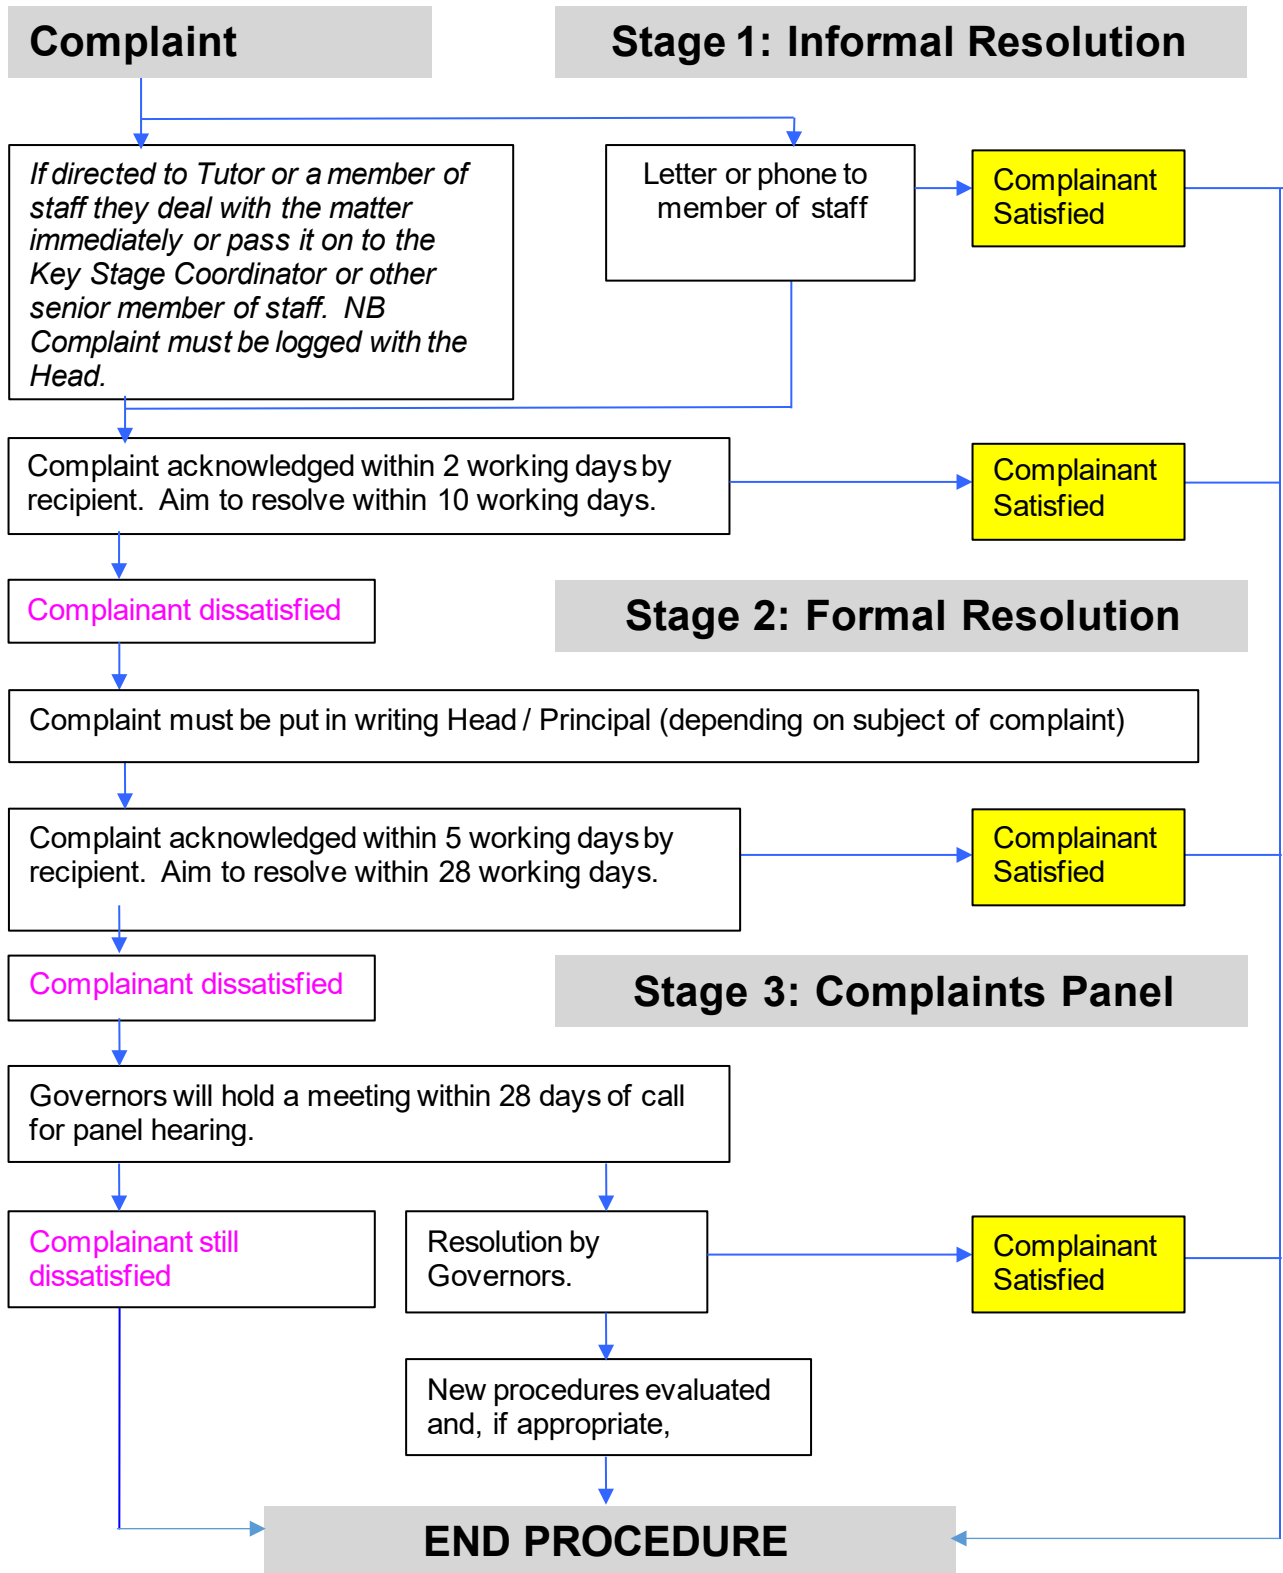 Complaint
Stage 1: Informal Resolution
If directed to Tutor or a member of
staff they deal with the matter
immediately or pass it on to the
Key Stage Coordinator or other
senior member of staff. NB
Complaint must be logged with the
Head.
Letter or phone to
member of staff
Complainant
Satisfied
Complaint acknowledged within 2 working days by
recipient. Aim to resolve within 10 working days.
Complainant
Satisfied
Complainant dissatisfied
Stage 2: Formal Resolution
Complaint must be put in writing Head / Principal (depending on subject of complaint)
Complaint acknowledged within 5 working days by
recipient. Aim to resolve within 28 working days.
Complainant
Satisfied
Complainant dissatisfied
Stage 3: Complaints Panel
Governors will hold a meeting within 28 days of call
for panel hearing.
Complainant still
dissatisfied
Resolution by
Governors.
Complainant
Satisfied
New procedures evaluated
and, if appropriate,
END PROCEDURE